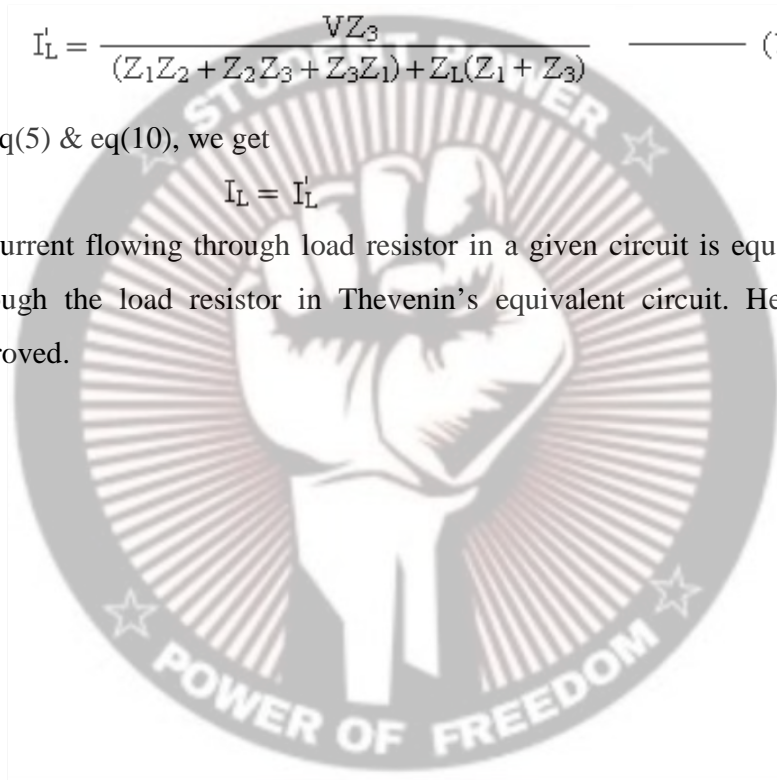 STUDENT POWER
I'L = VZ3 / (Z1Z2 + Z2Z3 + Z3Z1) + ZL(Z1 + Z3) ——— (
q(5) & eq(10), we get
IL = I'L
urrent flowing through load resistor in a given circuit is equ
ugh the load resistor in Thevenin's equivalent circuit. He
roved.
POWER OF FREEDOM